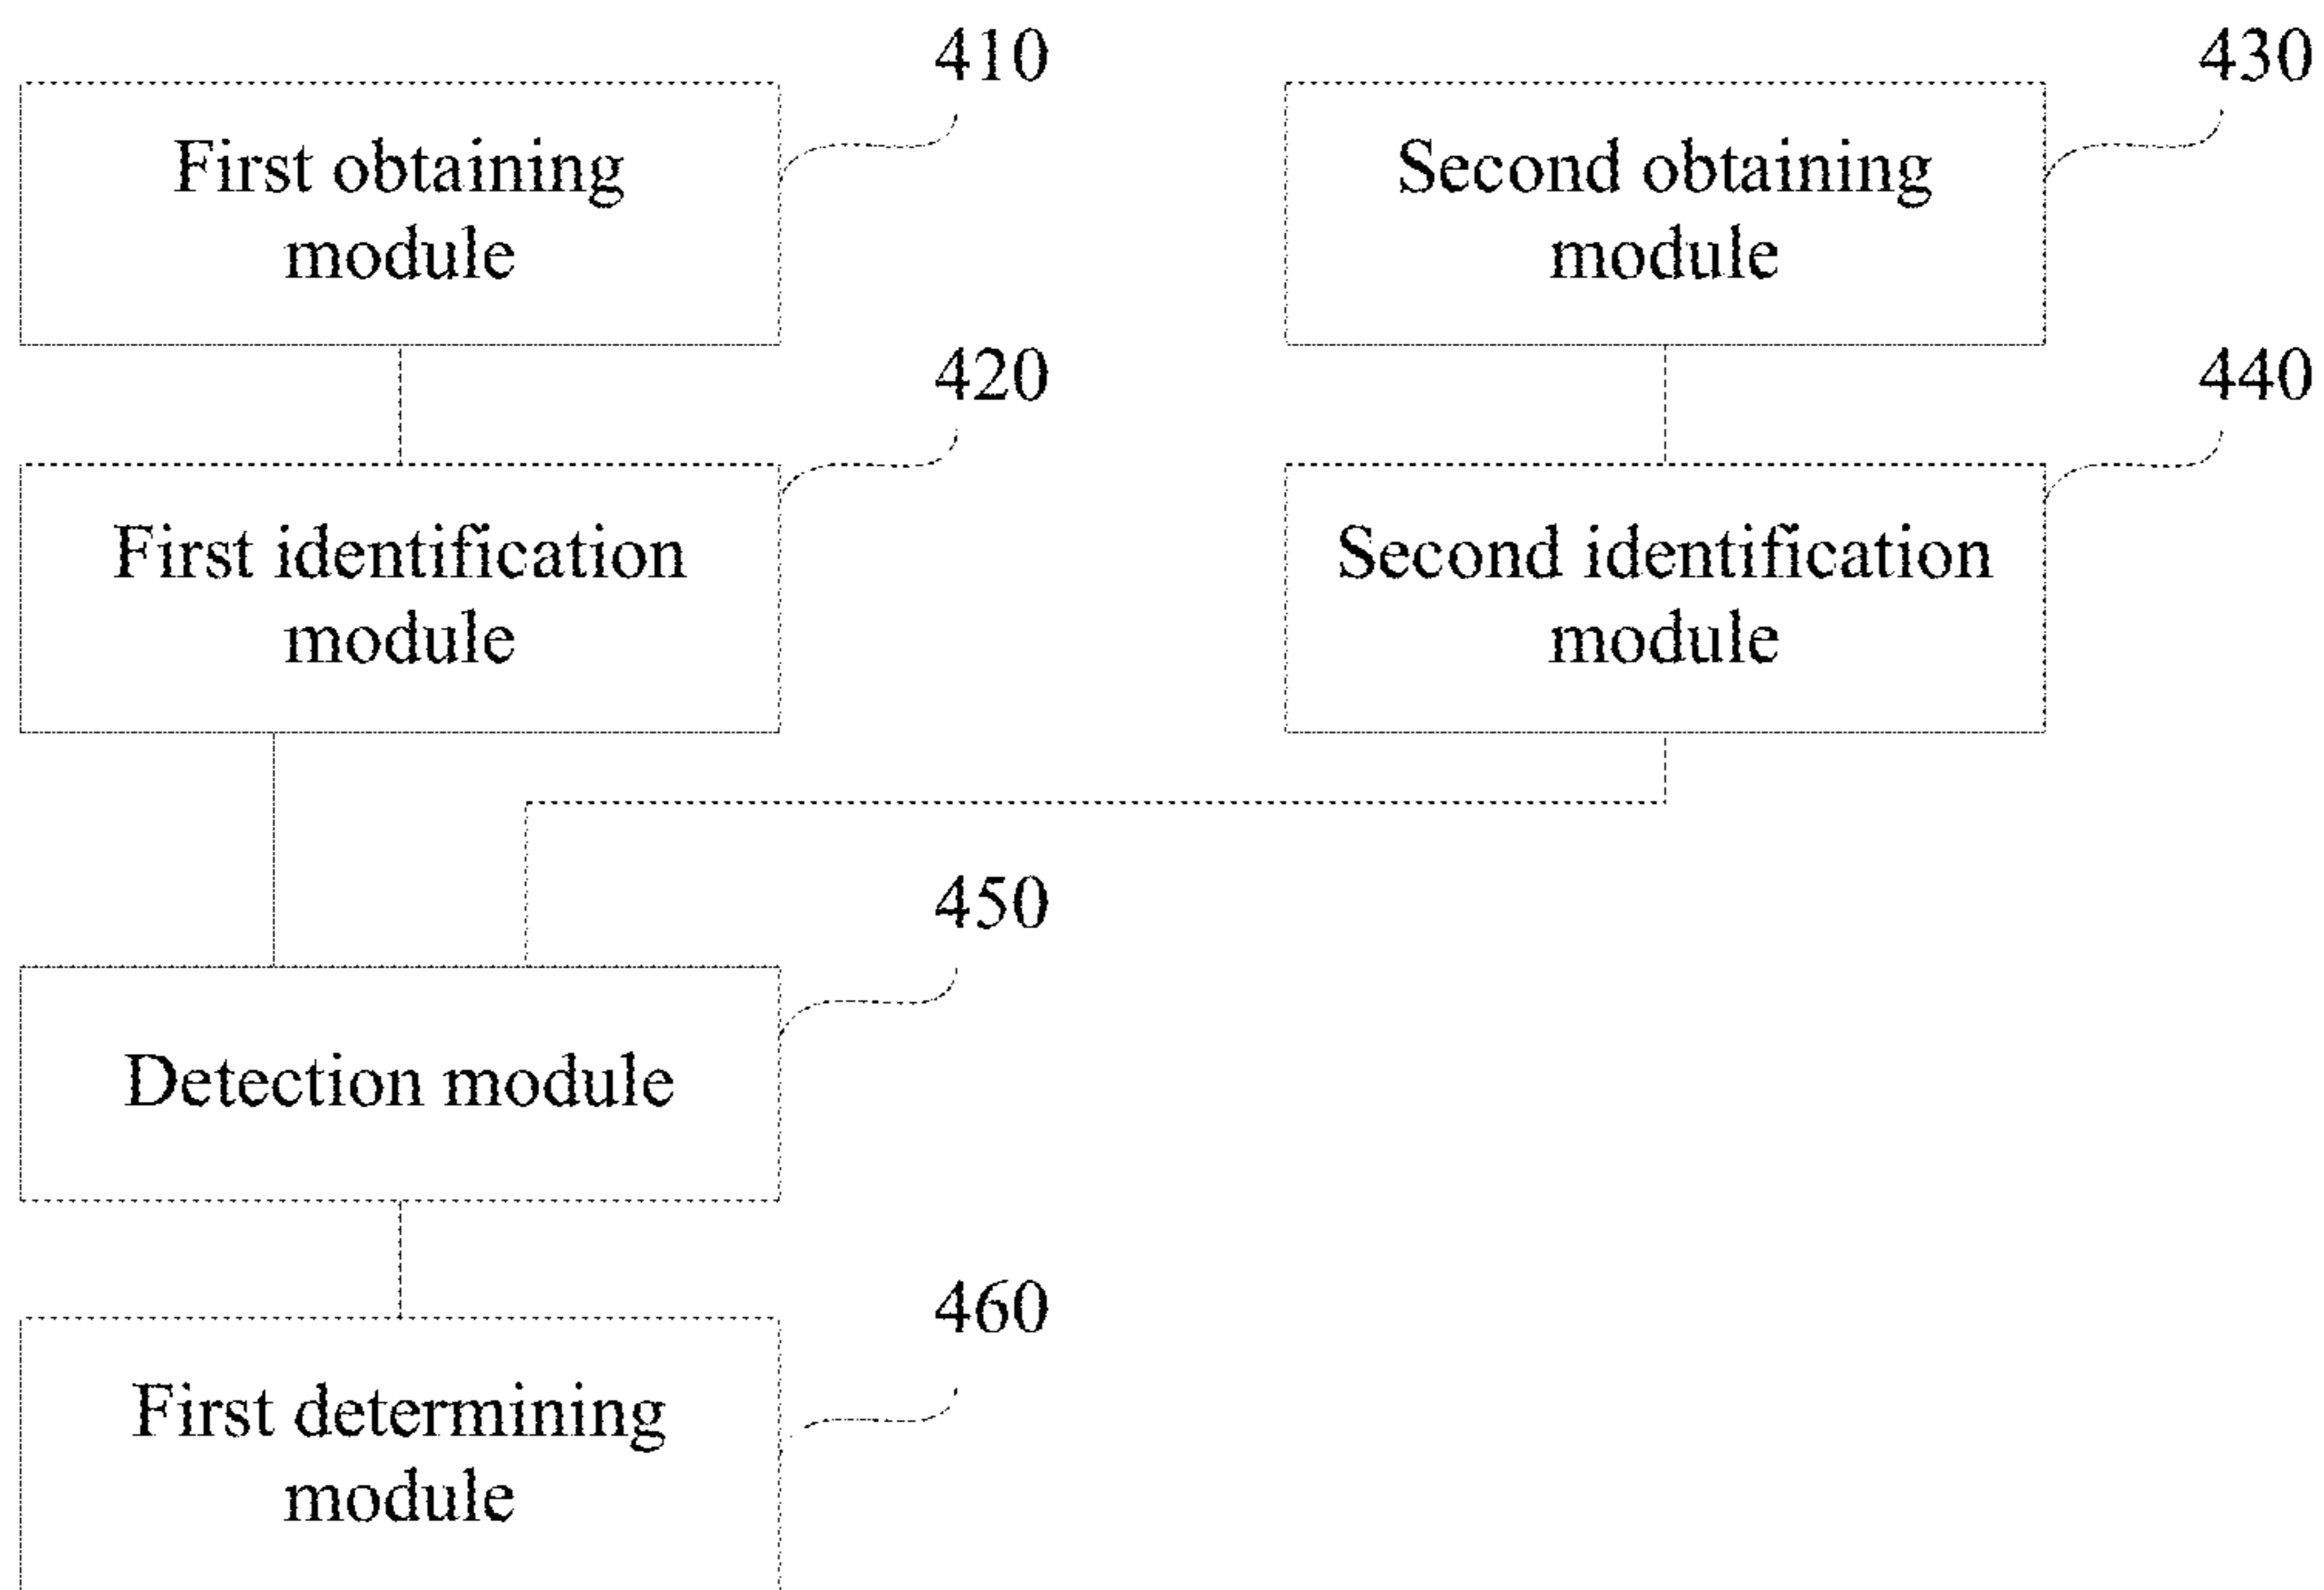 410
First obtaining
module
430
Second obtaining
module
420
First identification
module
440
Second identification
module
450
Detection module
460
First determining
module